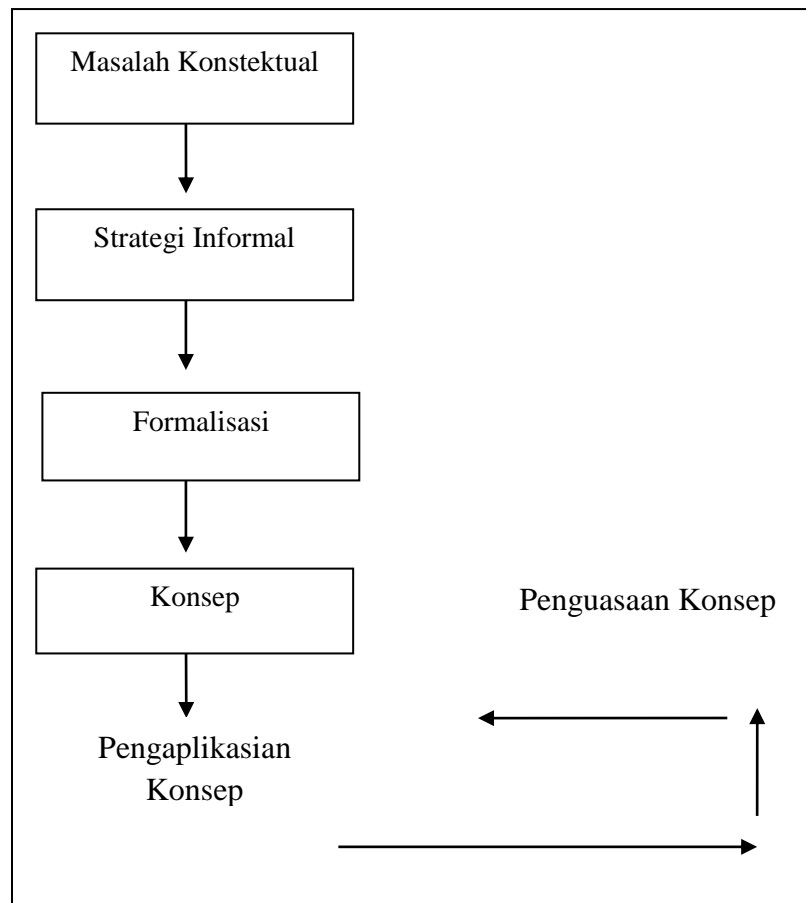 Masalah Konstektual
Strategi Informal
Formalisasi
Konsep
Penguasaan Konsep
Pengaplikasian
Konsep